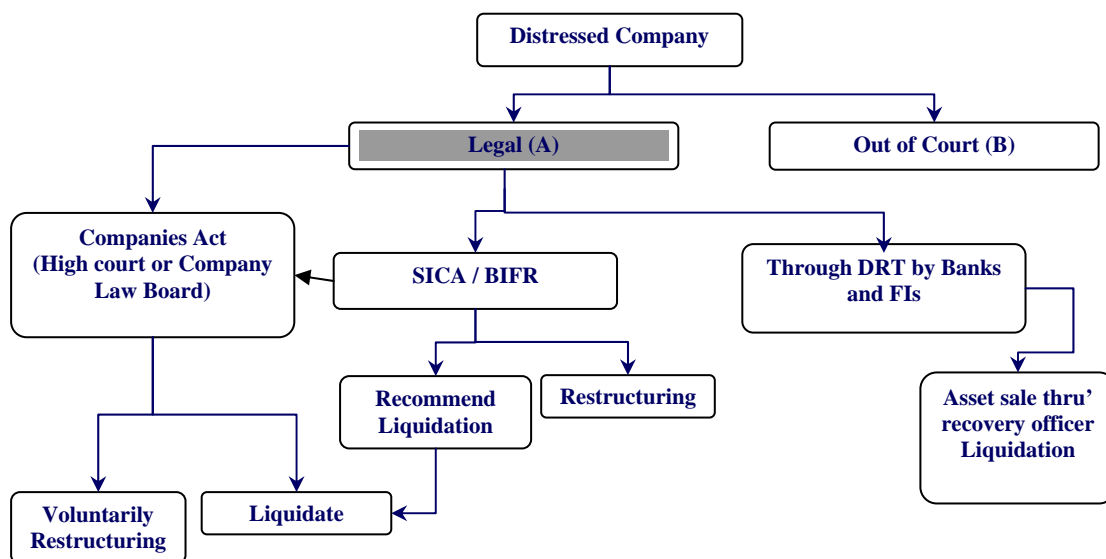 Distressed Company
Legal (A)
Out of Court (B)
Companies Act
(High court or Company
Law Board)
SICA / BIFR
Through DRT by Banks
and FIs
Recommend
Liquidation
Restructuring
Asset sale thru’
recovery officer
Liquidation
Voluntarily
Restructuring
Liquidate